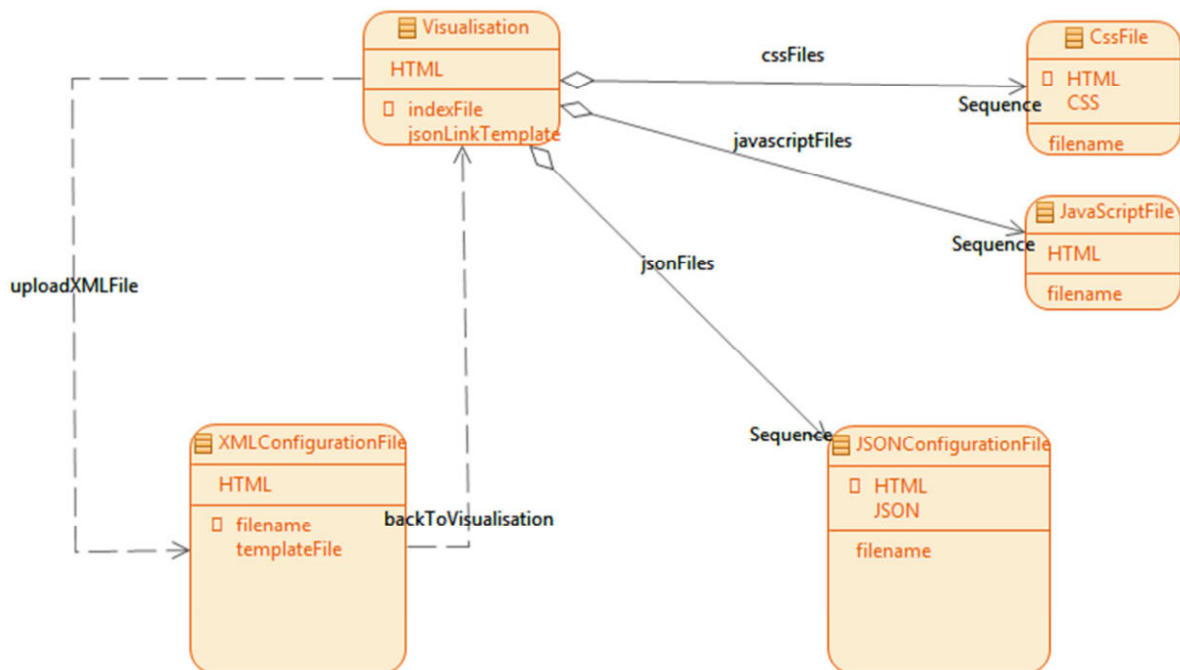 Visualisation
HTML
indexFile
jsonLinkTemplate
cssFiles
Sequence
CssFile
HTML
CSS
filename
javascriptFiles
Sequence
JavaScriptFile
HTML
filename
jsonFiles
Sequence
uploadXMLFile
XMLConfigurationFile
HTML
filename
templateFile
backToVisualisation
JSONConfigurationFile
HTML
JSON
filename